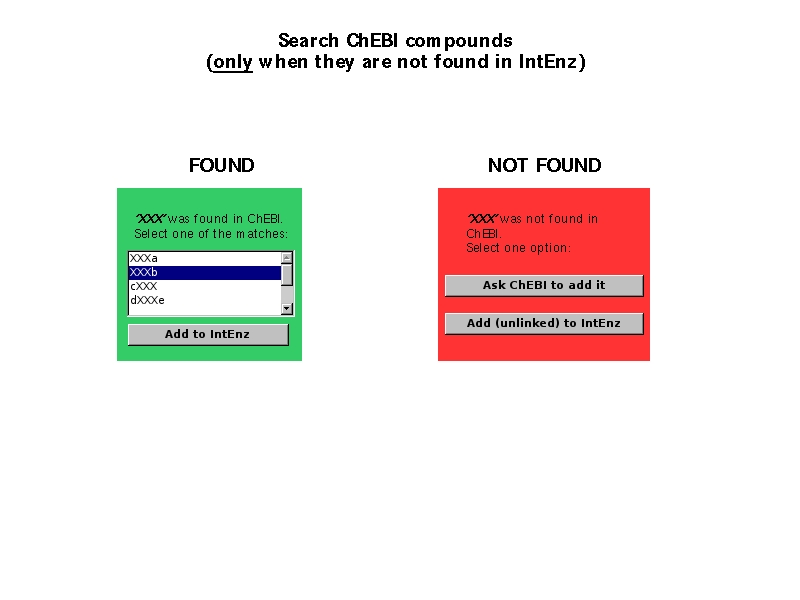 Search ChEBI compounds
(only when they are not found in IntEnz)
FOUND
NOT FOUND
'XXX' was found in ChEBI.
Select one of the matches:
XXXa
XXXb
cXXX
dXXXe
Add to IntEnz
'XXX' was not found in
ChEBI.
Select one option:
Ask ChEBI to add it
Add (unlinked) to IntEnz